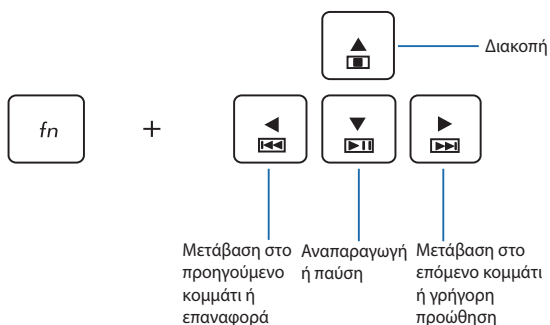 Διακοπή
fn +
Μετάβαση στο
προηγούμενο
κομμάτι ή
επαναφορά
Αναπαραγωγή
ή παύση
Μετάβαση στο
επόμενο κομμάτι
ή γρήγορη
προώθηση